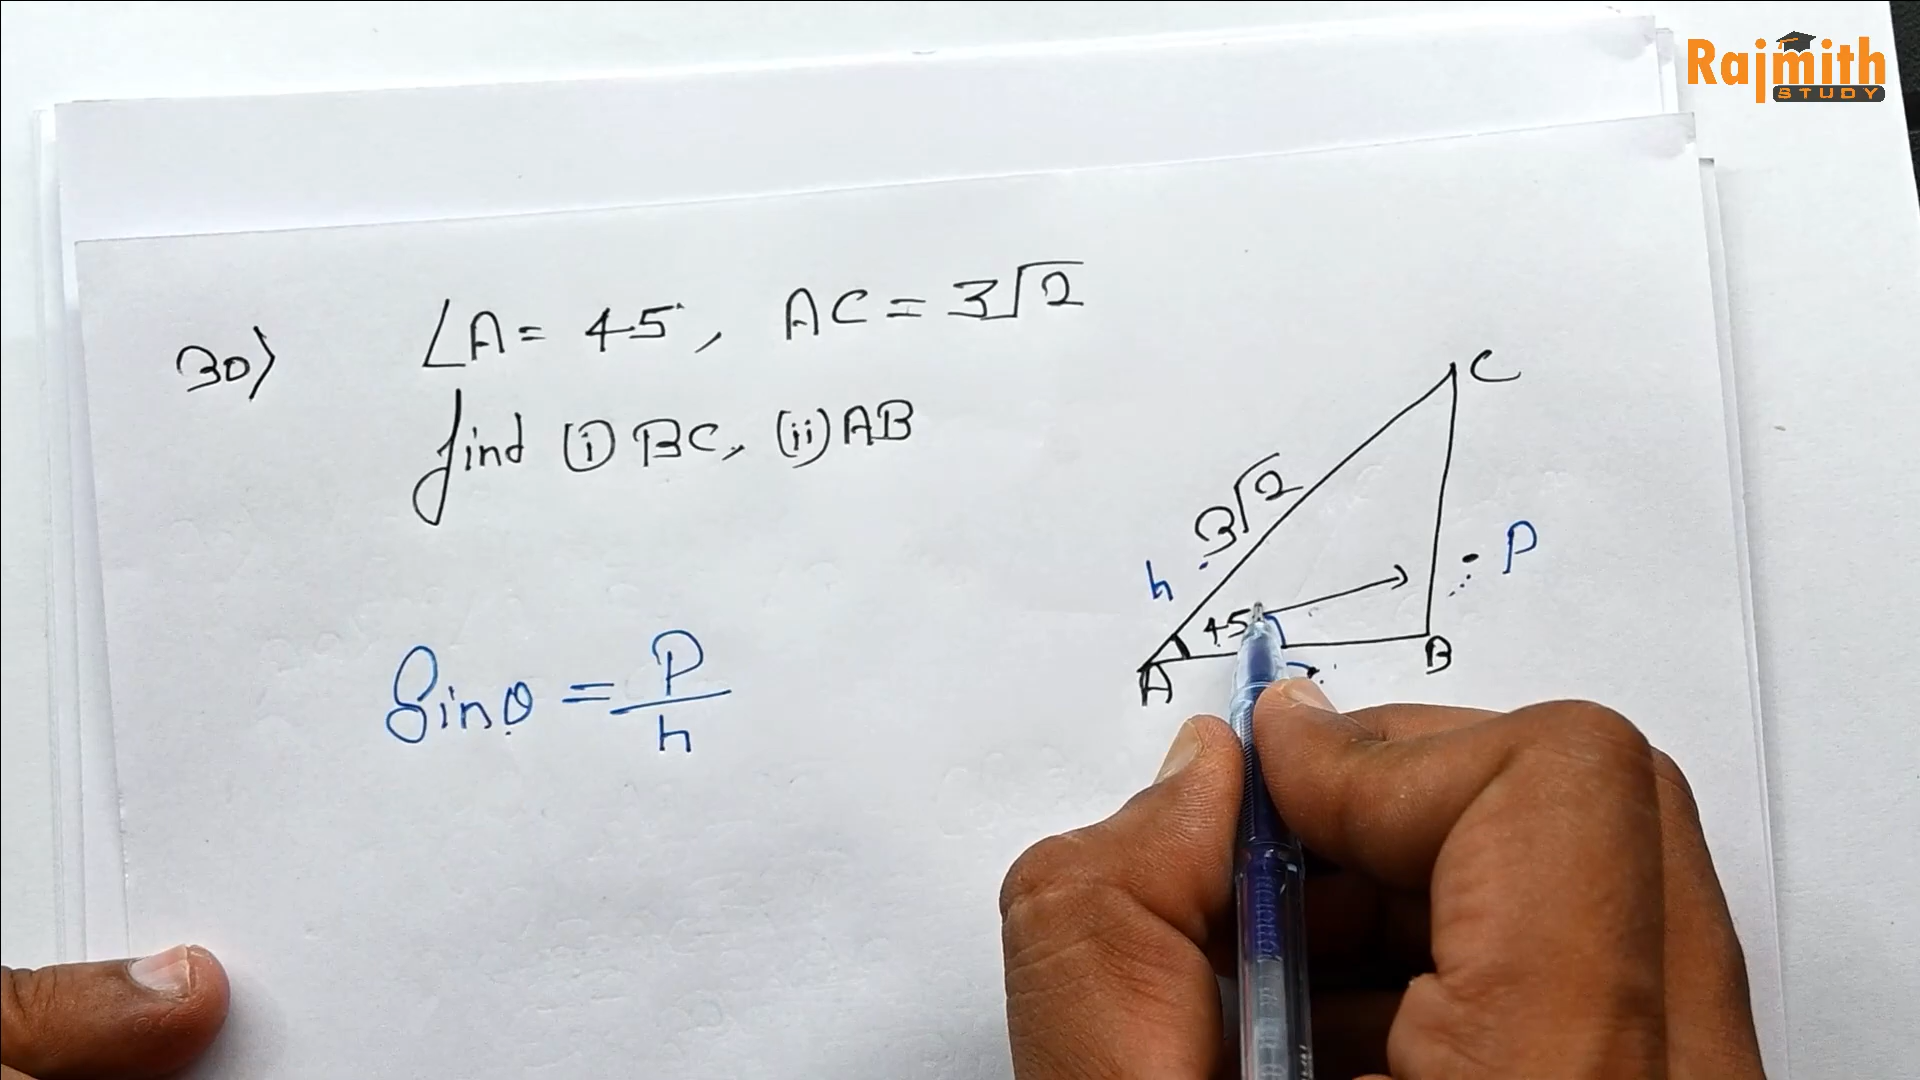 Rajmith
STUDY
30) ∠A = 45°, AC = 3√2
find (i) BC, (ii) AB
C
3√2
h
P
45
A
B
Sinθ = P/h